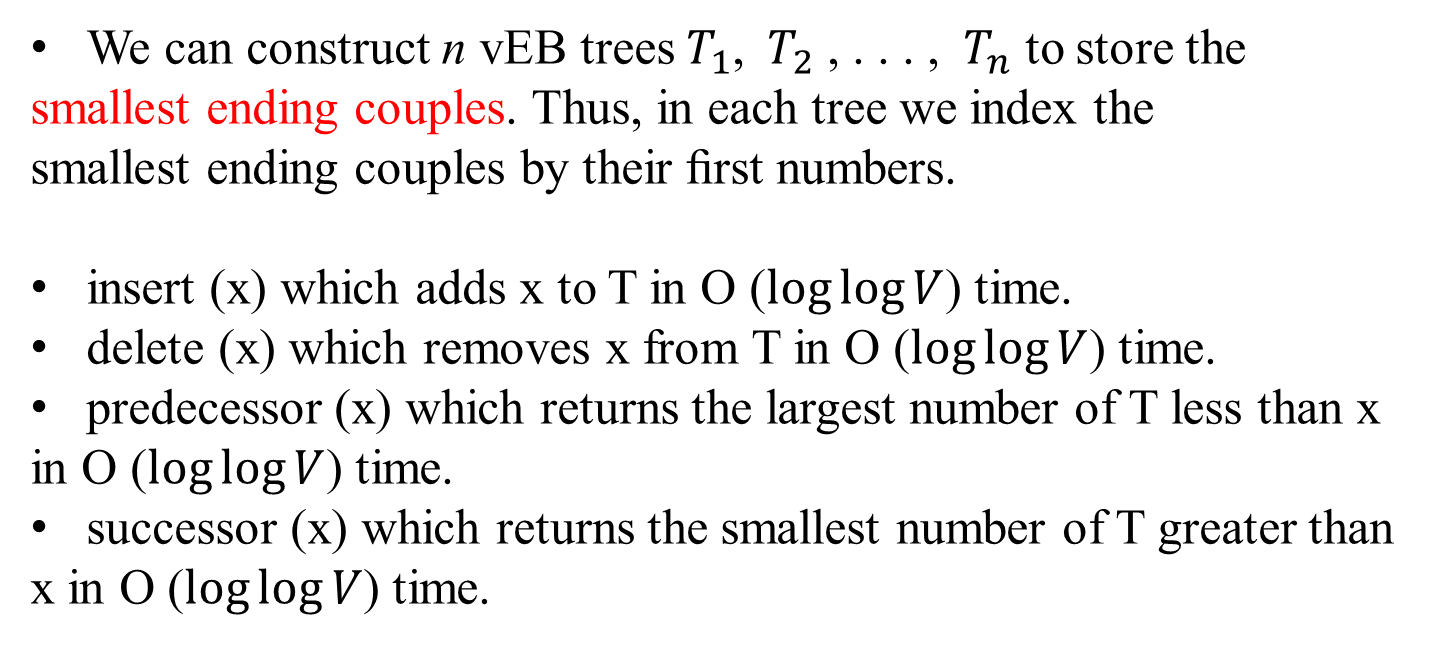 • We can construct n vEB trees T₁, T₂ , . . . , Tₙ to store the
smallest ending couples. Thus, in each tree we index the
smallest ending couples by their first numbers.
• insert (x) which adds x to T in O (log log V) time.
• delete (x) which removes x from T in O (log log V) time.
• predecessor (x) which returns the largest number of T less than x
in O (log log V) time.
• successor (x) which returns the smallest number of T greater than
x in O (log log V) time.